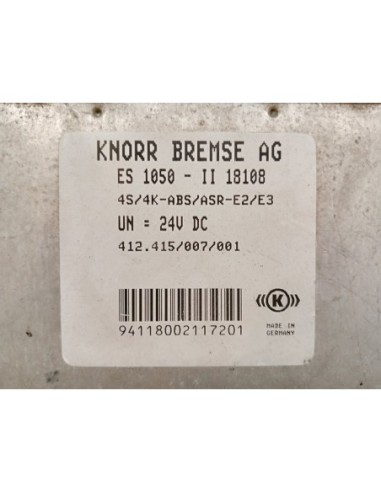 KNORR BREMSE AG
ES 1050 - II 18108
4S/4K-ABS/ASR-E2/E3
UN = 24V DC
412.415/007/001
K
MADE IN
GERMANY
94118002117201